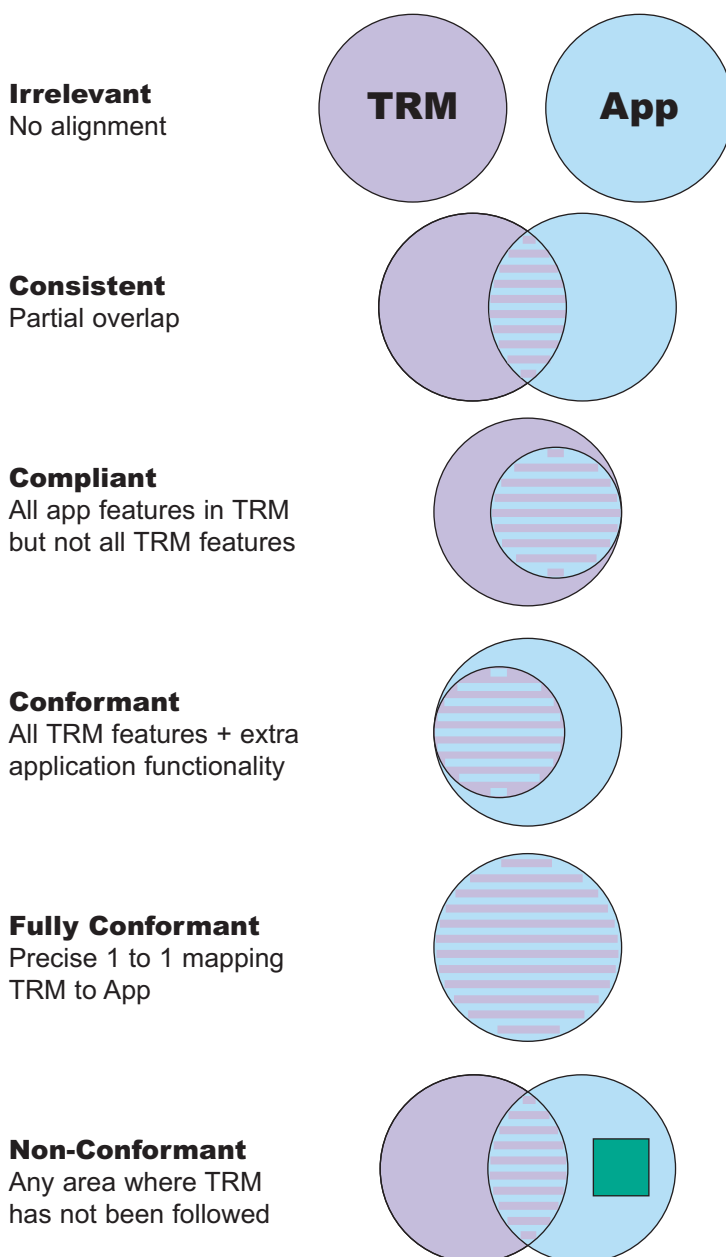 Irrelevant
No alignment
TRM
App
Consistent
Partial overlap
Compliant
All app features in TRM
but not all TRM features
Conformant
All TRM features + extra
application functionality
Fully Conformant
Precise 1 to 1 mapping
TRM to App
Non-Conformant
Any area where TRM
has not been followed